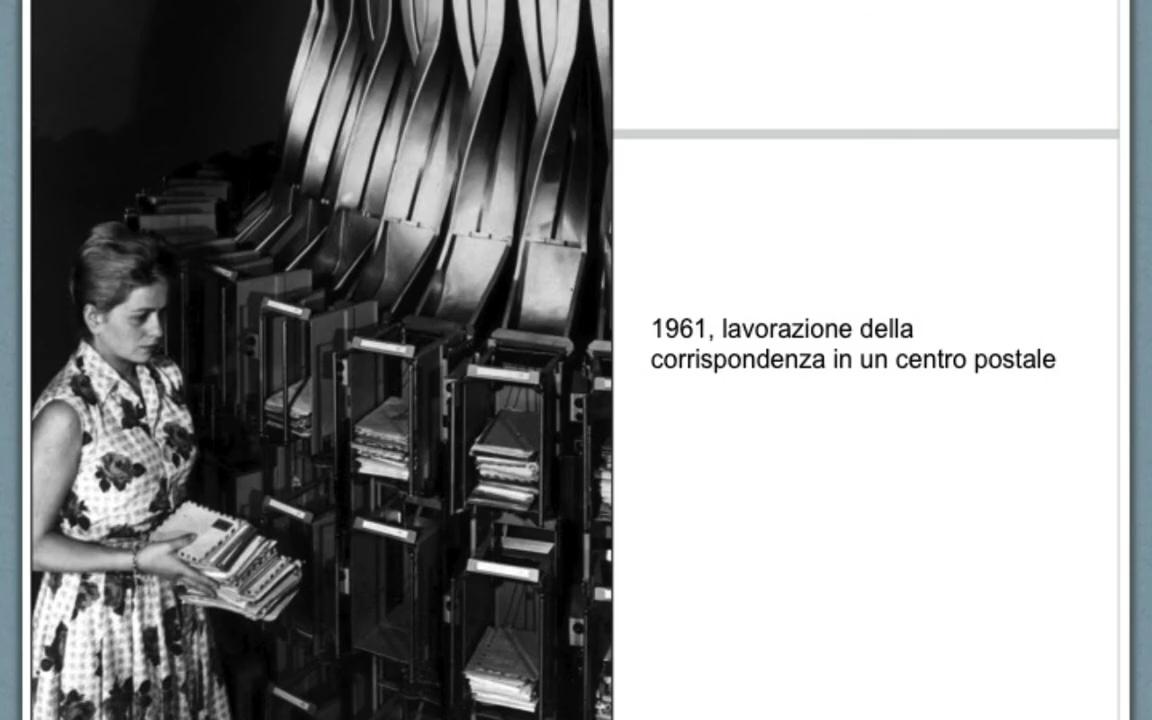 1961, lavorazione della
corrispondenza in un centro postale